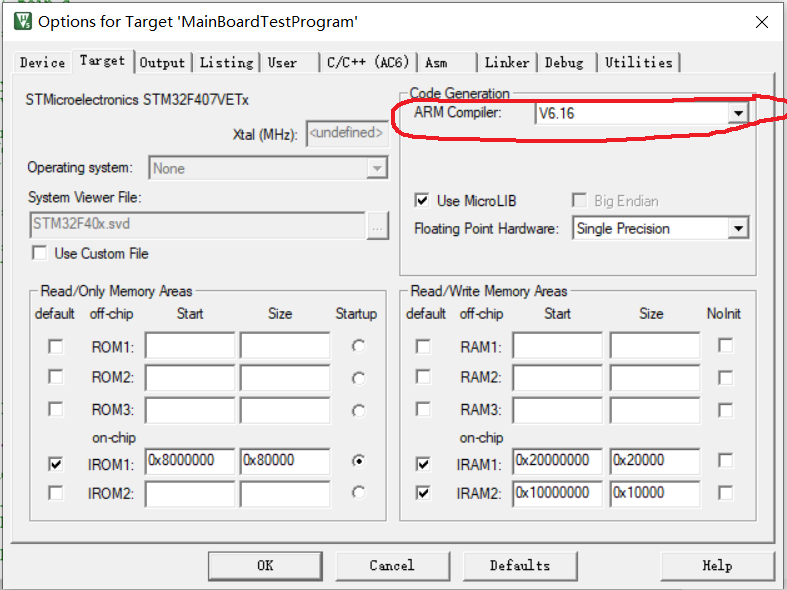 Options for Target 'MainBoardTestProgram'
Device Target Output Listing User C/C++ (AC6) Asm Linker Debug Utilities
STMicroelectronics STM32F407VETx
Xtal (MHz): <undefined>
Operating system: None
System Viewer File:
STM32F40x.svd ...
Use Custom File
Code Generation
ARM Compiler: V6.16
Use MicroLIB Big Endian
Floating Point Hardware: Single Precision
Read/Only Memory Areas
default off-chip Start Size Startup
ROM1:
ROM2:
ROM3:
on-chip
IROM1: 0x8000000 0x80000
IROM2:
Read/Write Memory Areas
default off-chip Start Size NoInit
RAM1:
RAM2:
RAM3:
on-chip
IRAM1: 0x20000000 0x20000
IRAM2: 0x10000000 0x10000
OK Cancel Defaults Help